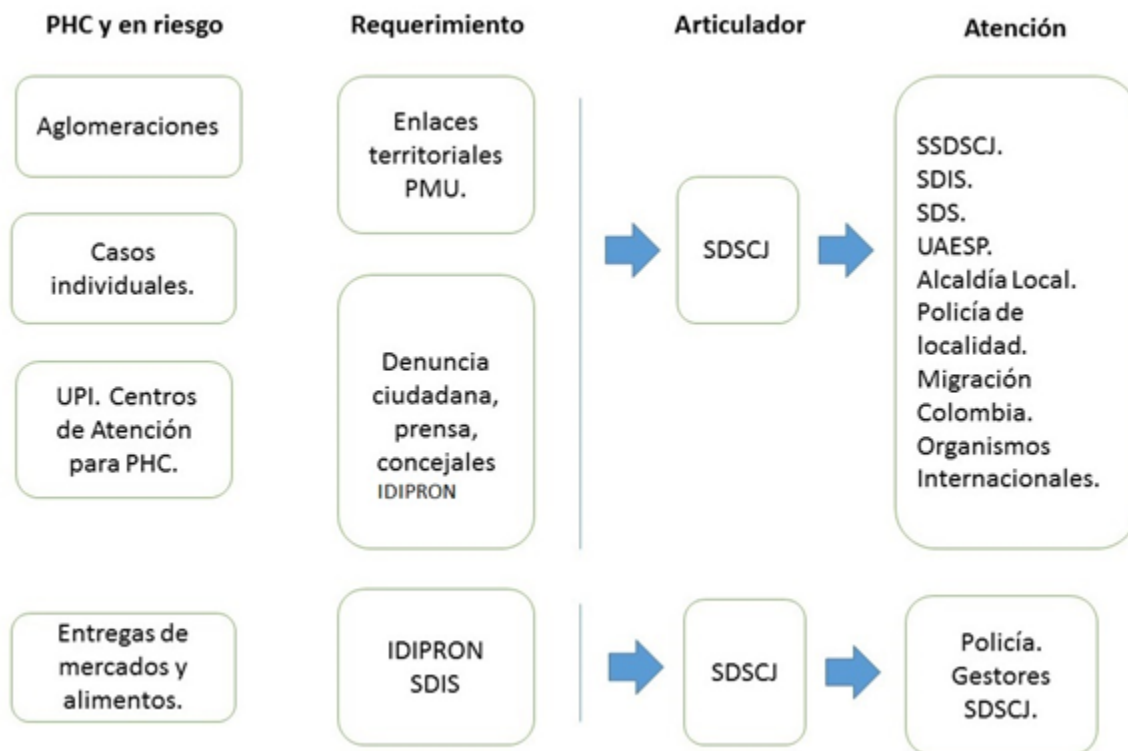 PHC y en riesgo
Requerimiento
Articulador
Atención
Aglomeraciones
Casos
individuales.
UPI. Centros
de Atención
para PHC.
Enlaces
territoriales
PMU.
Denuncia
ciudadana,
prensa,
concejales
IDIPRON
SDSCJ
SSDSCJ.
SDIS.
SDS.
UAESP.
Alcaldía Local.
Policía de
localidad.
Migración
Colombia.
Organismos
Internacionales.
Entregas de
mercados y
alimentos.
IDIPRON
SDIS
SDSCJ
Policía.
Gestores
SDSCJ.